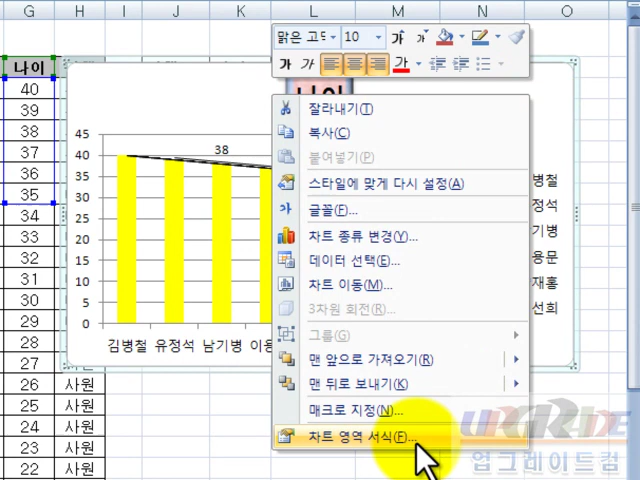 G H I J K L M N O
맑은 고딕 10 가 가
가 가 가
나이
나이
40
39
38
37
36
35
34
33
32
31
30
29
28
27
26 사원
25 사원
24 사원
23 사원
22 사원
45
40
35
30
25
20
15
10
5
0
38
김병철 유정석 남기병 이용
잘라내기(T)
복사(C)
붙여넣기(P)
스타일에 맞게 다시 설정(A)
가 글꼴(F)...
차트 종류 변경(Y)...
데이터 선택(E)...
차트 이동(M)...
3차원 회전(R)...
그룹(G)
맨 앞으로 가져오기(R)
맨 뒤로 보내기(K)
매크로 지정(N)...
차트 영역 서식(F)...
병철
정석
기병
용문
재홍
선희
UPGRADE
업그레이드컴